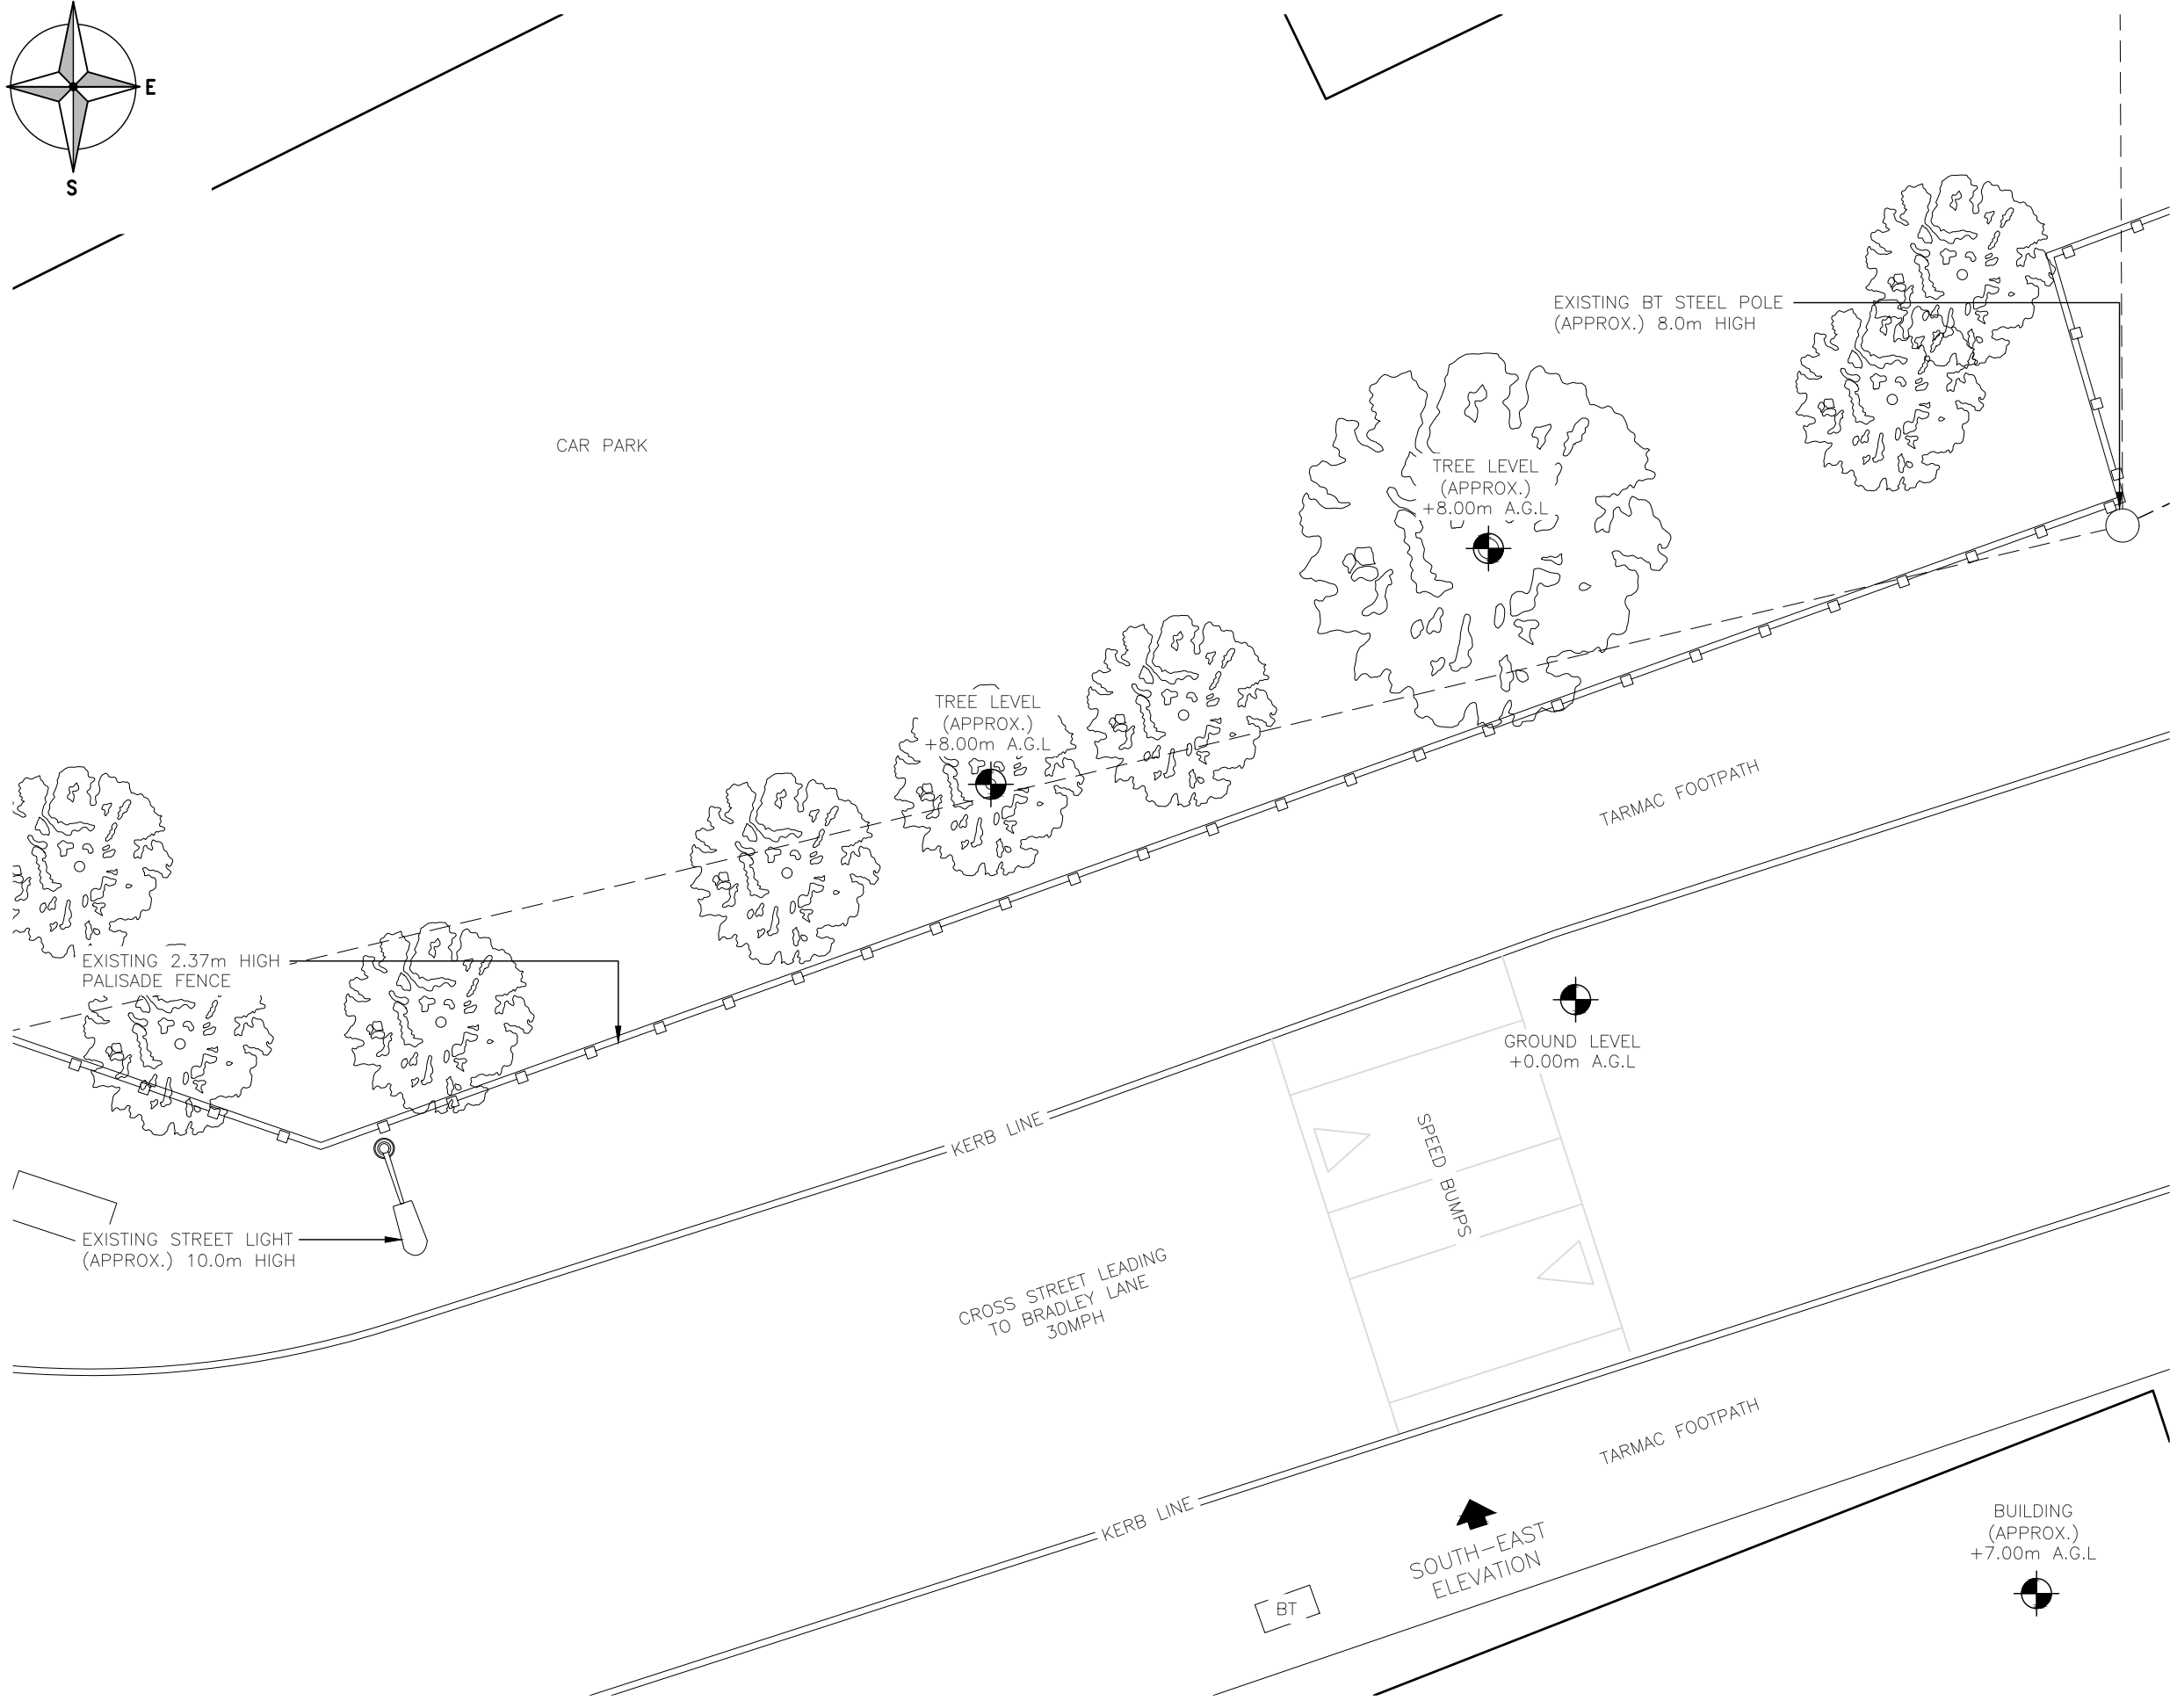 E
S
EXISTING BT STEEL POLE
(APPROX.) 8.0m HIGH
CAR PARK
TREE LEVEL
(APPROX.)
+8.00m A.G.L
TREE LEVEL
(APPROX.)
+8.00m A.G.L
TARMAC FOOTPATH
EXISTING 2.37m HIGH
PALISADE FENCE
GROUND LEVEL
+0.00m A.G.L
KERB LINE
SPEED BUMPS
EXISTING STREET LIGHT
(APPROX.) 10.0m HIGH
CROSS STREET LEADING
TO BRADLEY LANE
30MPH
TARMAC FOOTPATH
KERB LINE
SOUTH-EAST
ELEVATION
BUILDING
(APPROX.)
+7.00m A.G.L
BT